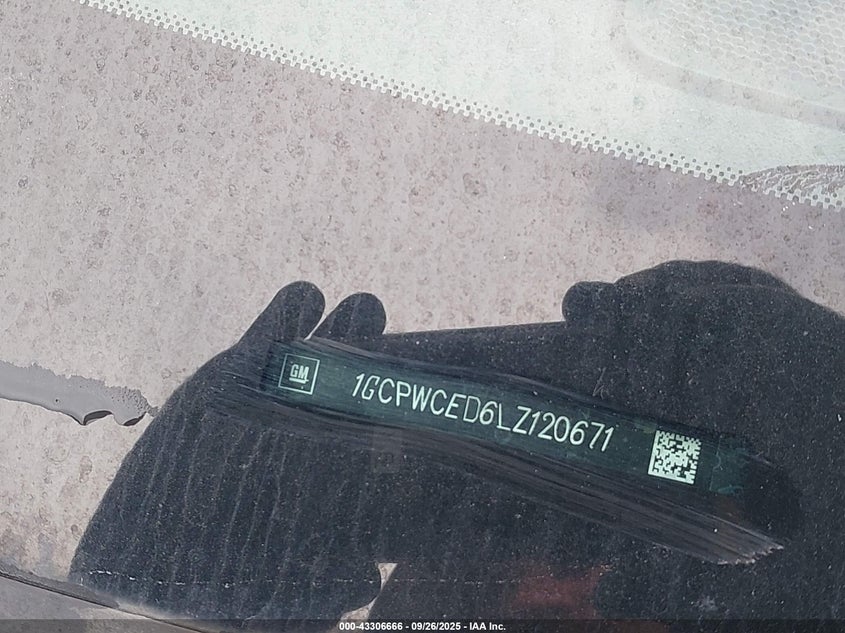 GM 1GCPWCED6LZ120671
000-43306666 - 09/26/2025 - IAA Inc.